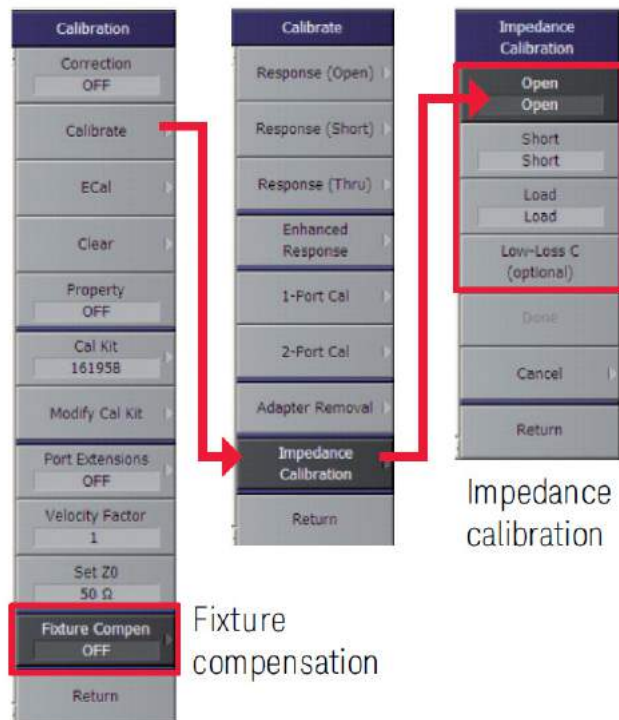 Calibration
Correction
OFF
Calibrate
ECal
Clear
Property
OFF
Cal Kit
161958
Modify Cal Kit
Port Extensions
OFF
Velocity Factor
1
Set Z0
50 Ω
Fixture Compen
OFF
Return
Fixture
compensation
Calibrate
Response (Open)
Response (Short)
Response (Thru)
Enhanced
Response
1-Port Cal
2-Port Cal
Adapter Removal
Impedance
Calibration
Return
Impedance
Calibration
Open
Open
Short
Short
Load
Load
Low-Loss C
(optional)
Done
Cancel
Return
Impedance
calibration